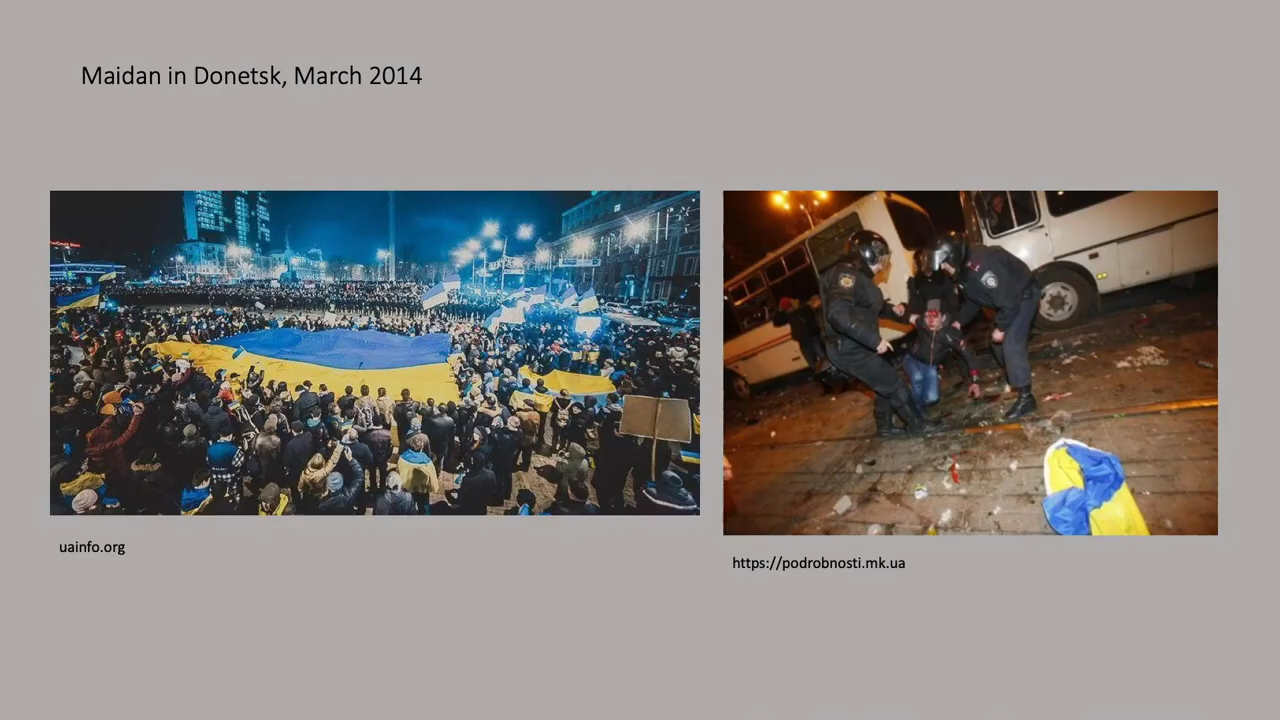 Maidan in Donetsk, March 2014
uainfo.org
https://podrobnosti.mk.ua